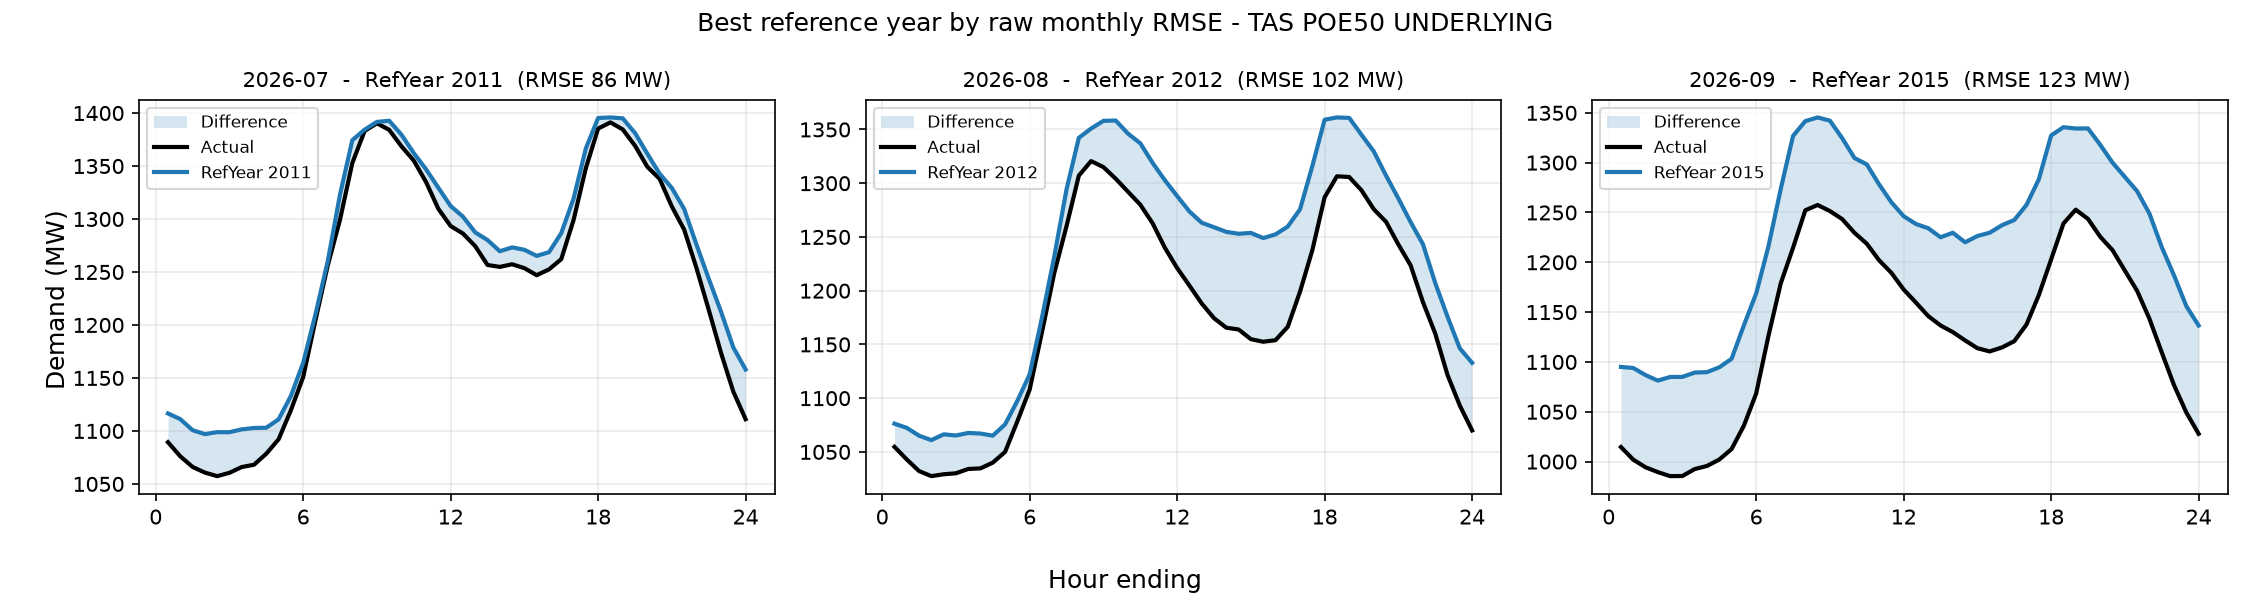 Best reference year by raw monthly RMSE - TAS POE50 UNDERLYING
2026-07 - RefYear 2011 (RMSE 86 MW)
Difference
Actual
RefYear 2011
1400
1350
1300
1250
1200
1150
1100
1050
Demand (MW)
0 6 12 18 24
2026-08 - RefYear 2012 (RMSE 102 MW)
Difference
Actual
RefYear 2012
1350
1300
1250
1200
1150
1100
1050
0 6 12 18 24
2026-09 - RefYear 2015 (RMSE 123 MW)
Difference
Actual
RefYear 2015
1350
1300
1250
1200
1150
1100
1050
1000
0 6 12 18 24
Hour ending